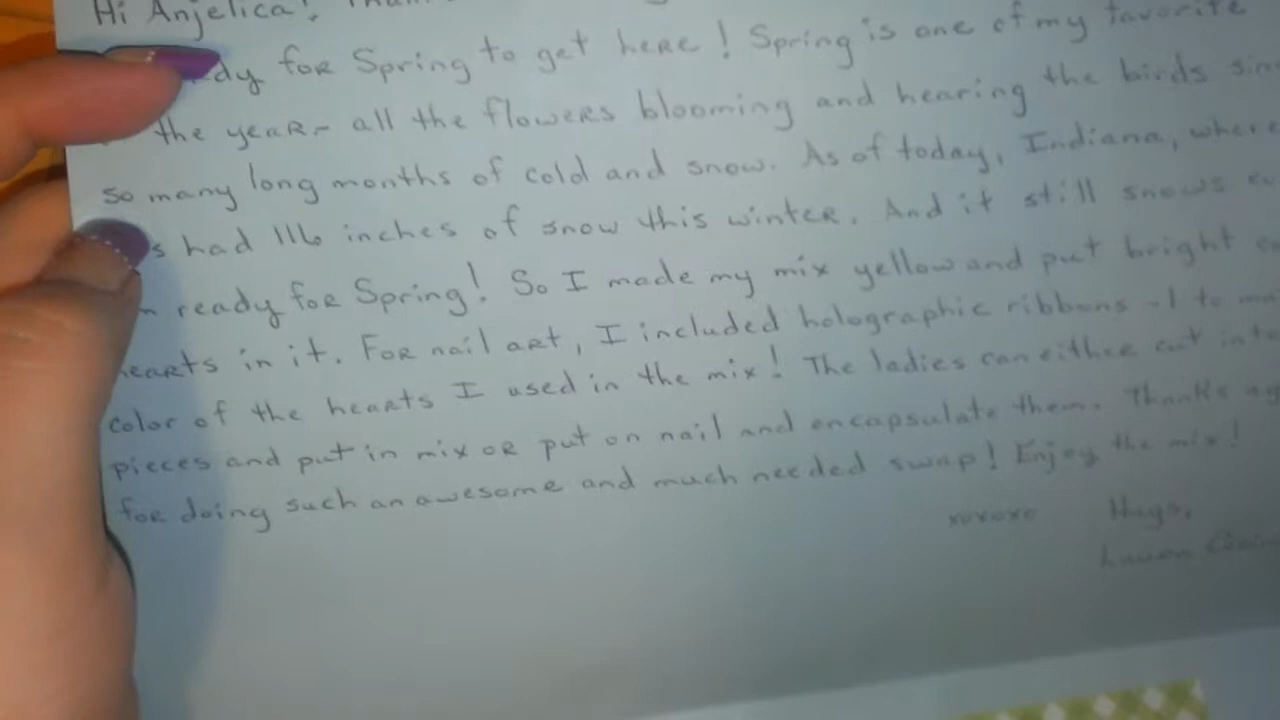 Hi Anjelica!
dy for Spring to get here! Spring is one of my favorite
the year- all the flowers blooming and hearing the birds sin
so many long months of cold and snow. As of today, Indiana, where
s had 116 inches of snow this winter. And it still snows
ready for Spring! So I made my mix yellow and put bright
hearts in it. For nail art, I included holographic ribbons - 1 to
color of the hearts I used in the mix! The ladies can either cut into
pieces and put in mix or put on nail and encapsulate them. Thanks
for doing such an awesome and much needed swap! Enjoy the mix!
xoxoxo Hugs,